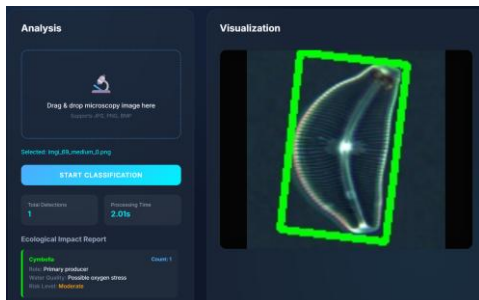 Analysis
Drag & drop microscopy image here
Supports JPG, PNG, BMP
Selected: imgi_69_medium_0.png
START CLASSIFICATION
Total Detections
1
Processing Time
2.01s
Ecological Impact Report
Cymbella
Count: 1
Role: Primary producer
Water Quality: Possible oxygen stress
Risk Level: Moderate
Visualization